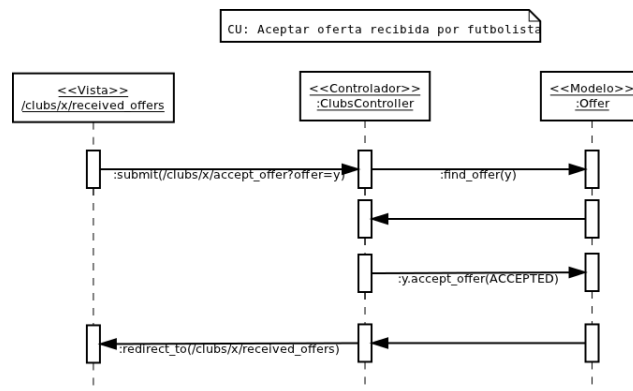 CU: Aceptar oferta recibida por futbolista
<<Vista>>
/clubs/x/received_offers
<<Controlador>>
:ClubsController
<<Modelo>>
:Offer
:submit(/clubs/x/accept_offer?offer=y)
:find_offer(y)
:y.accept_offer(ACCEPTED)
:redirect_to(/clubs/x/received_offers)